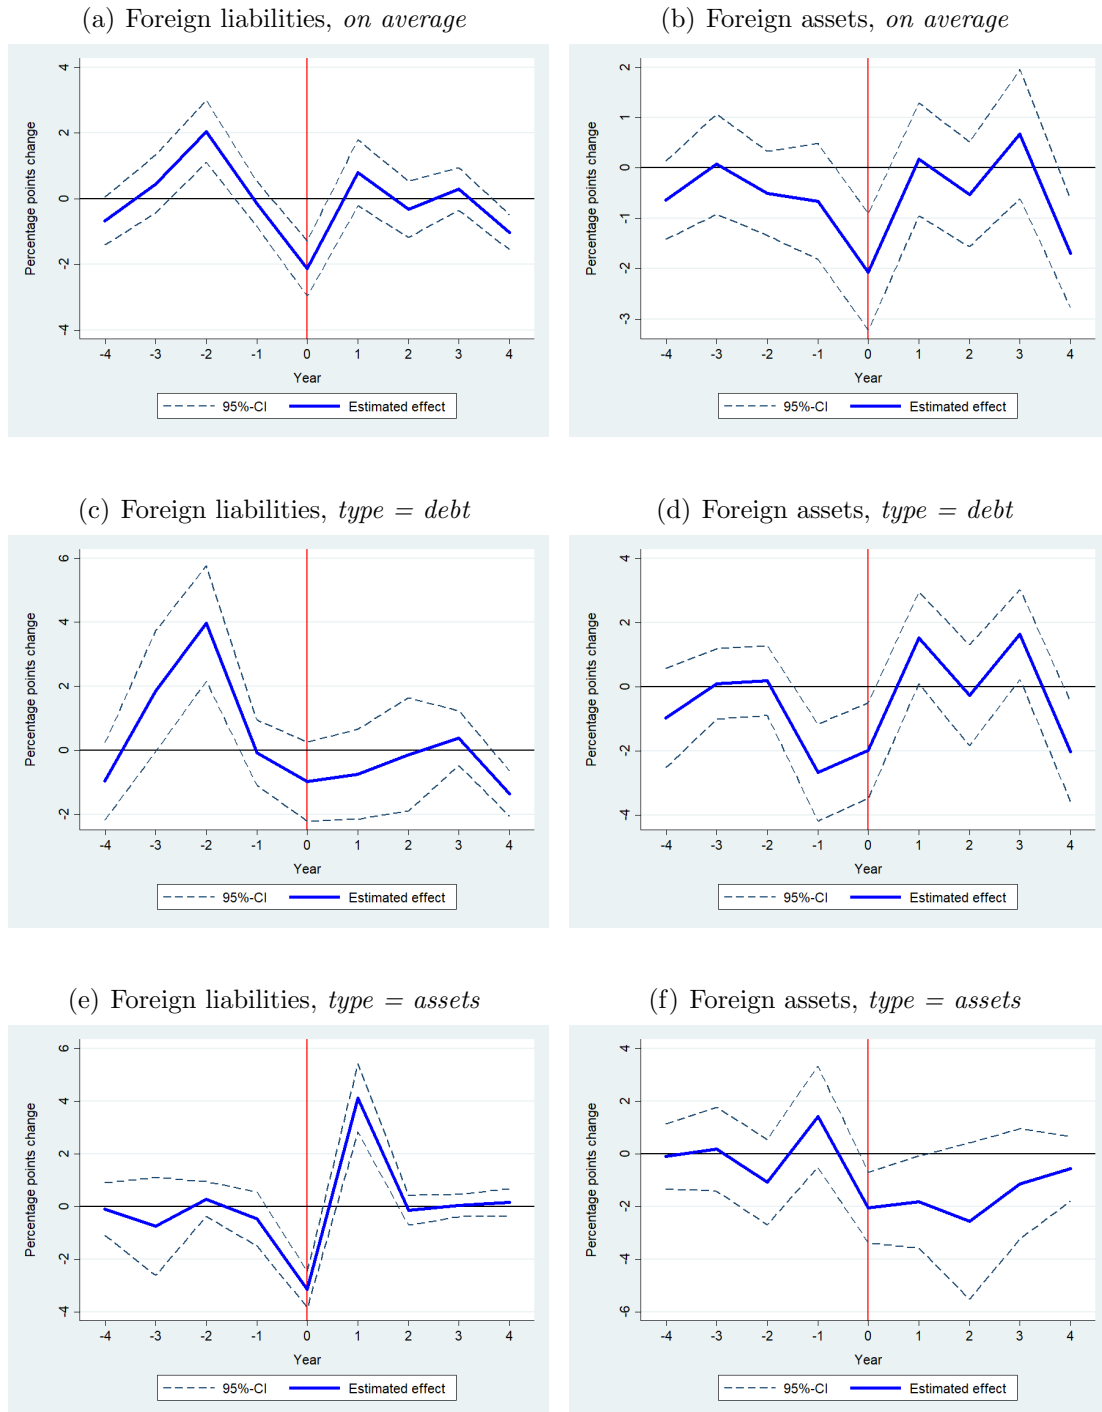 (a) Foreign liabilities, on average
4
2
0
-2
-4
Percentage points change
-4 -3 -2 -1 0 1 2 3 4
Year
95%-CI Estimated effect
(b) Foreign assets, on average
2
1
0
-1
-2
-3
Percentage points change
-4 -3 -2 -1 0 1 2 3 4
Year
95%-CI Estimated effect
(c) Foreign liabilities, type = debt
6
4
2
0
-2
Percentage points change
-4 -3 -2 -1 0 1 2 3 4
Year
95%-CI Estimated effect
(d) Foreign assets, type = debt
4
2
0
-2
-4
Percentage points change
-4 -3 -2 -1 0 1 2 3 4
Year
95%-CI Estimated effect
(e) Foreign liabilities, type = assets
6
4
2
0
-2
-4
Percentage points change
-4 -3 -2 -1 0 1 2 3 4
Year
95%-CI Estimated effect
(f) Foreign assets, type = assets
4
2
0
-2
-4
-6
Percentage points change
-4 -3 -2 -1 0 1 2 3 4
Year
95%-CI Estimated effect